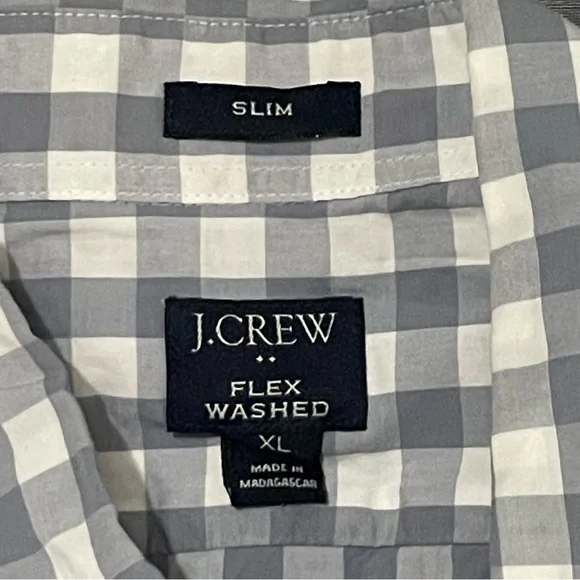 SLIM
J.CREW
FLEX
WASHED
XL
MADE IN
MADAGASCAR